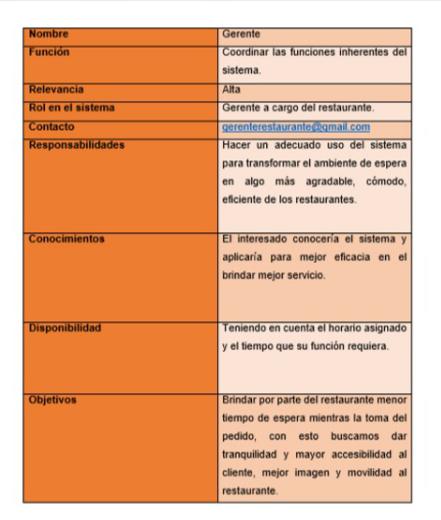 Nombre Gerente
Función Coordinar las funciones inherentes del
sistema.
Relevancia Alta
Rol en el sistema Gerente a cargo del restaurante.
Contacto gerenterestaurante@gmail.com
Responsabilidades Hacer un adecuado uso del sistema
para transformar el ambiente de espera
en algo más agradable, cómodo,
eficiente de los restaurantes.
Conocimientos El interesado conocería el sistema y
aplicaría para mejor eficacia en el
brindar mejor servicio.
Disponibilidad Teniendo en cuenta el horario asignado
y el tiempo que su función requiera.
Objetivos Brindar por parte del restaurante menor
tiempo de espera mientras la toma del
pedido, con esto buscamos dar
tranquilidad y mayor accesibilidad al
cliente, mejor imagen y movilidad al
restaurante.